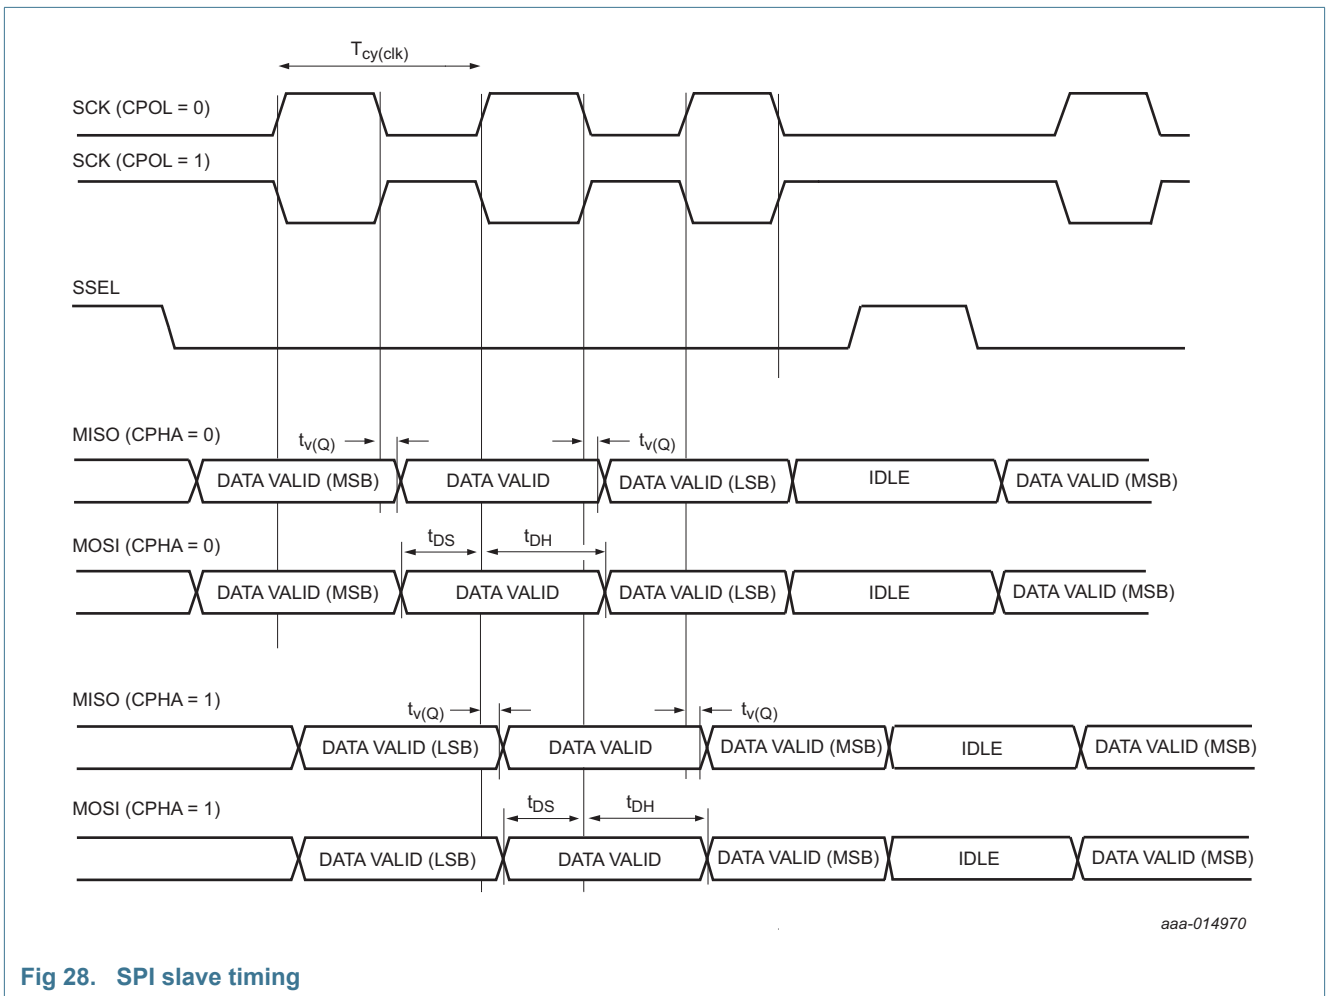 Tcy(clk)
SCK (CPOL = 0)
SCK (CPOL = 1)
SSEL
MISO (CPHA = 0)
tv(Q) tv(Q)
DATA VALID (MSB) DATA VALID DATA VALID (LSB) IDLE DATA VALID (MSB)
MOSI (CPHA = 0)
tDS tDH
DATA VALID (MSB) DATA VALID DATA VALID (LSB) IDLE DATA VALID (MSB)
MISO (CPHA = 1)
tv(Q) tv(Q)
DATA VALID (LSB) DATA VALID DATA VALID (MSB) IDLE DATA VALID (MSB)
MOSI (CPHA = 1)
tDS tDH
DATA VALID (LSB) DATA VALID DATA VALID (MSB) IDLE DATA VALID (MSB)
aaa-014970
Fig 28. SPI slave timing